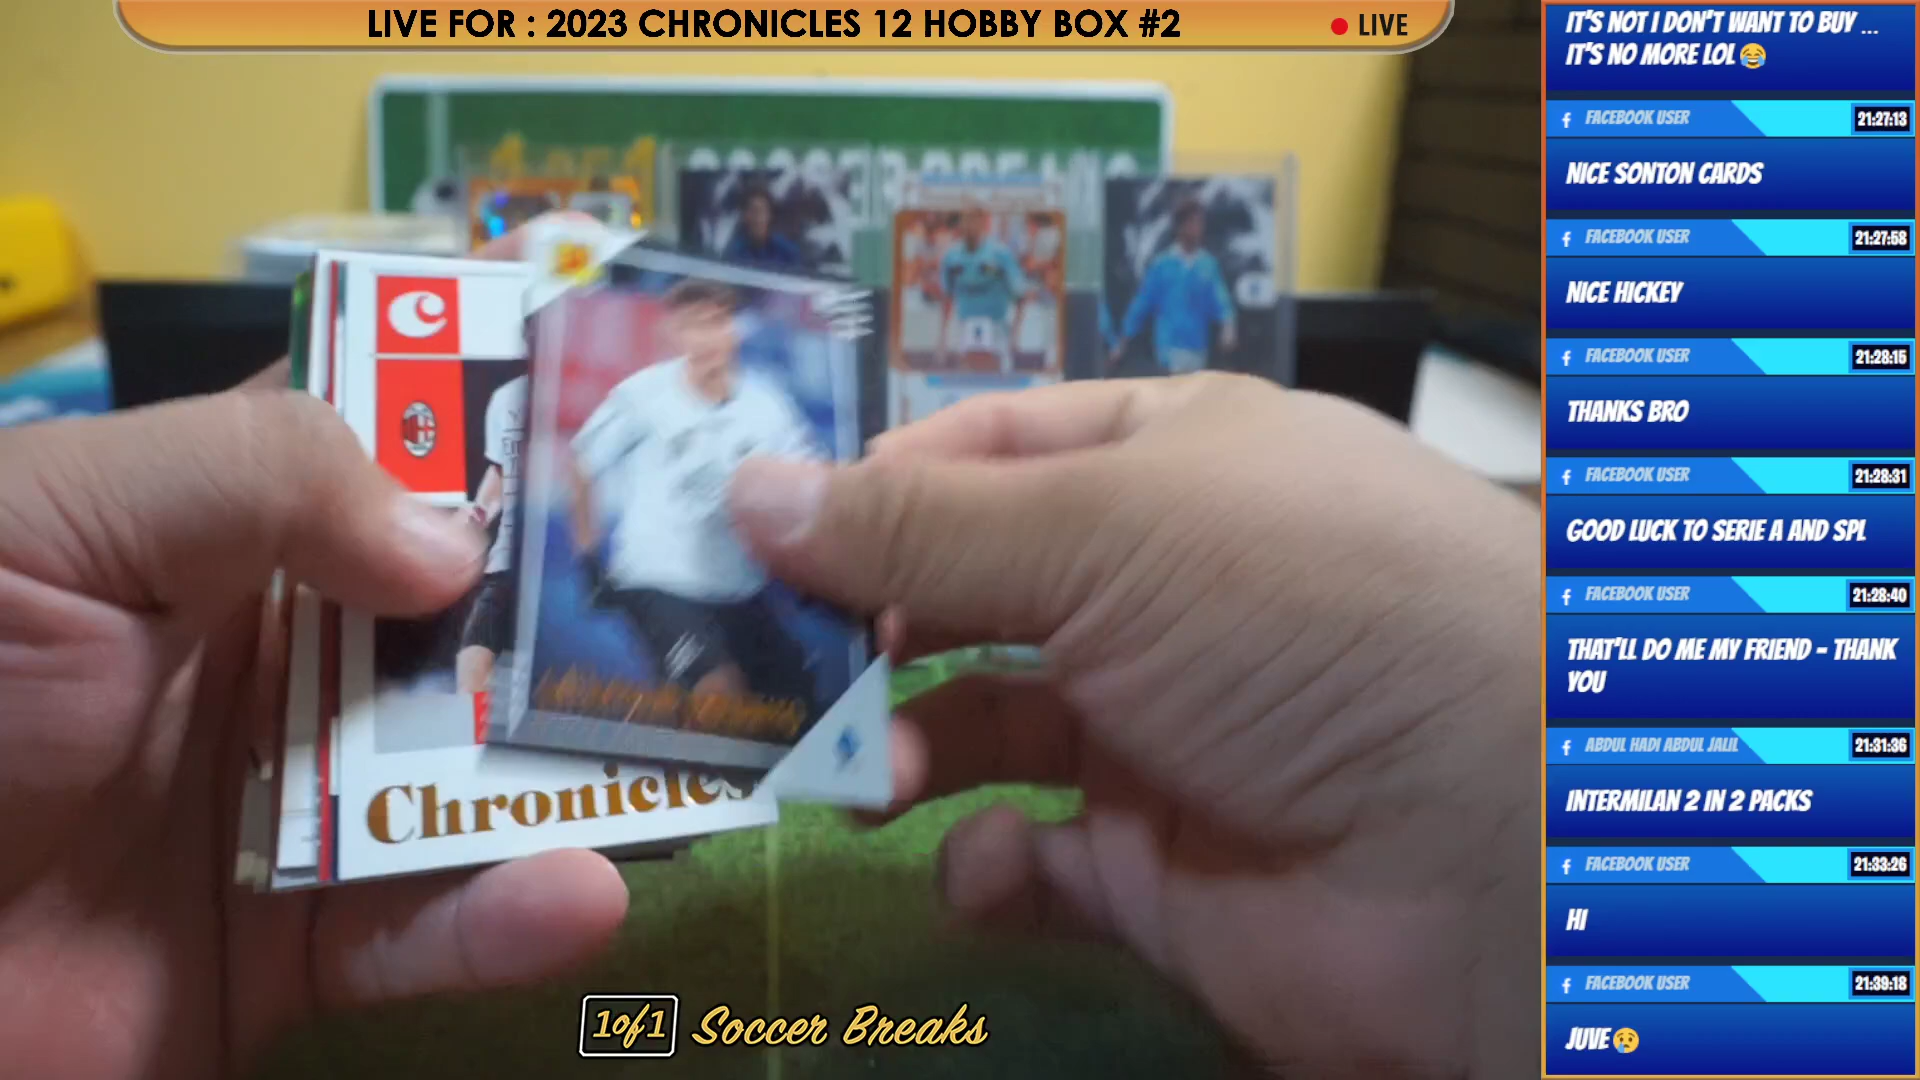 LIVE FOR : 2023 CHRONICLES 12 HOBBY BOX #2
LIVE
IT'S NOT I DON'T WANT TO BUY ...
IT'S NO MORE LOL 😂
FACEBOOK USER
21:27:13
NICE SONTON CARDS
FACEBOOK USER
21:27:58
NICE HICKEY
FACEBOOK USER
21:28:15
THANKS BRO
FACEBOOK USER
21:28:31
GOOD LUCK TO SERIE A AND SPL
FACEBOOK USER
21:28:40
THAT'LL DO ME MY FRIEND - THANK
YOU
ABDUL HADI ABDUL JALIL
21:31:36
INTERMILAN 2 IN 2 PACKS
FACEBOOK USER
21:33:26
HI
FACEBOOK USER
21:39:18
JUVE 😢
Chronicles
1of1 Soccer Breaks